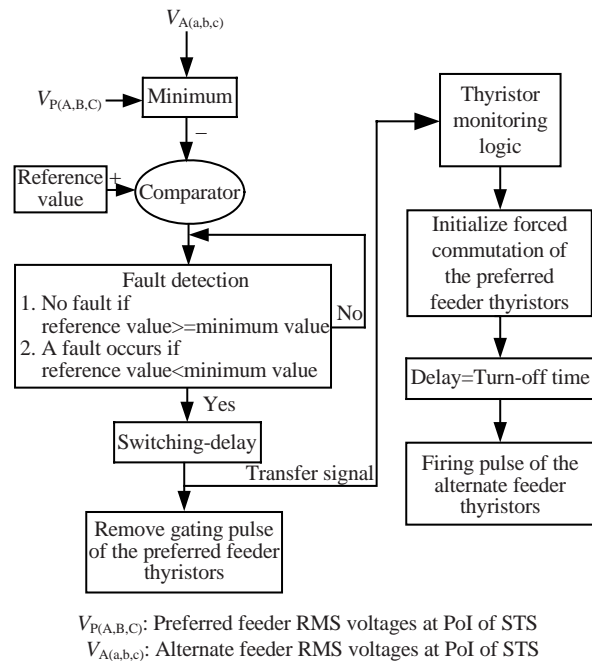 V_A(a,b,c)
V_P(A,B,C)
Minimum
−
Reference
value
+
Comparator
Fault detection
1. No fault if
reference value>=minimum value
2. A fault occurs if
reference value<minimum value
No
Yes
Switching-delay
Transfer signal
Remove gating pulse
of the preferred feeder
thyristors
Thyristor
monitoring
logic
Initialize forced
commutation of
the preferred
feeder thyristors
Delay=Turn-off time
Firing pulse of the
alternate feeder
thyristors
V_P(A,B,C): Preferred feeder RMS voltages at PoI of STS
V_A(a,b,c): Alternate feeder RMS voltages at PoI of STS